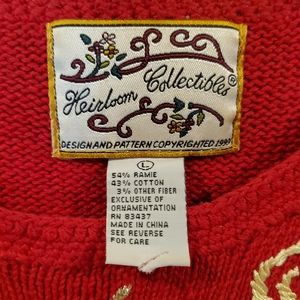 Heirloom Collectibles®
DESIGN AND PATTERN COPYRIGHTED
L
54% RAMIE
43% COTTON
3% OTHER FIBER
EXCLUSIVE OF
ORNAMENTATION
RN 83437
MADE IN CHINA
SEE REVERSE
FOR CARE